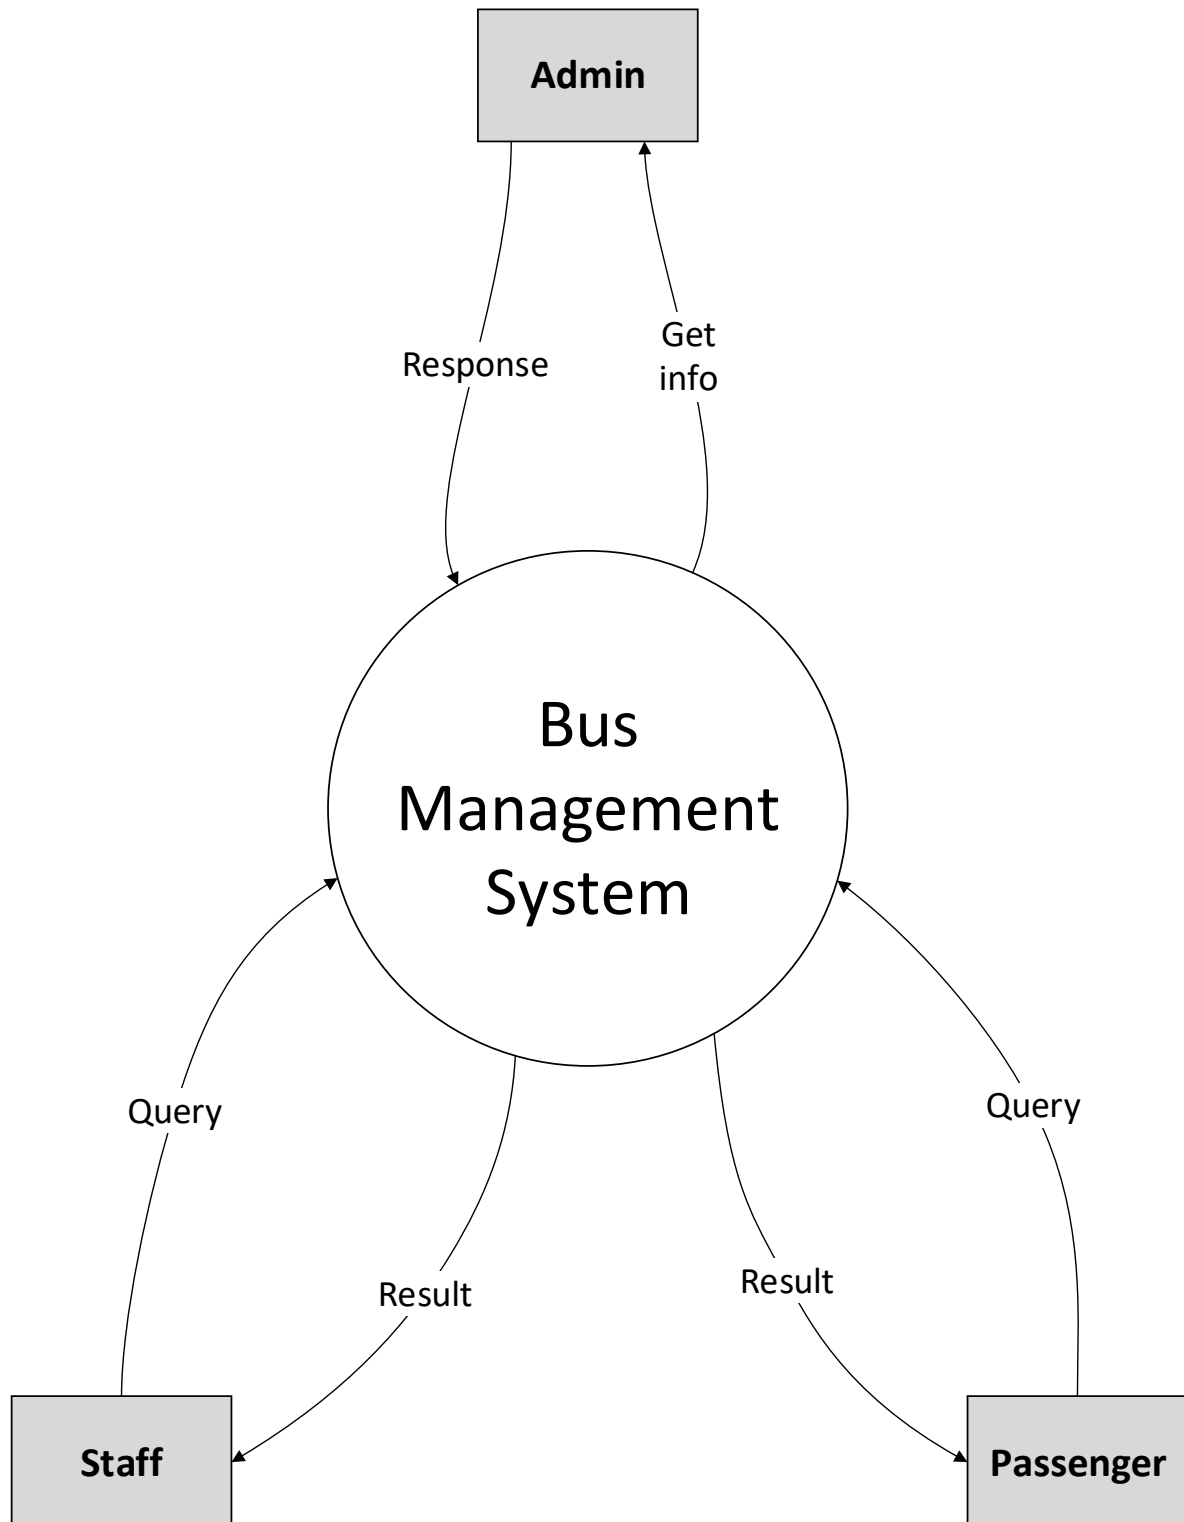 Admin
Response
Get
info
Bus
Management
System
Query
Query
Result
Result
Staff
Passenger